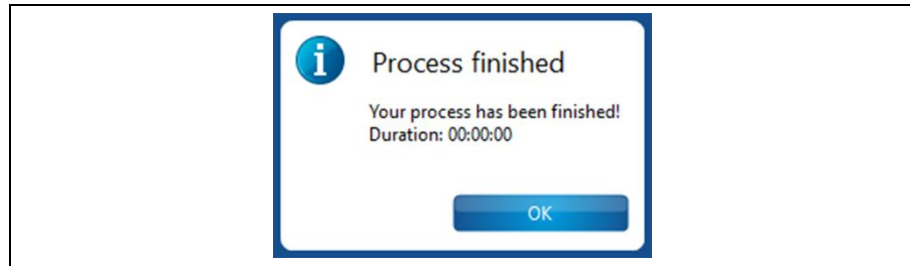 Process finished
Your process has been finished!
Duration: 00:00:00
OK